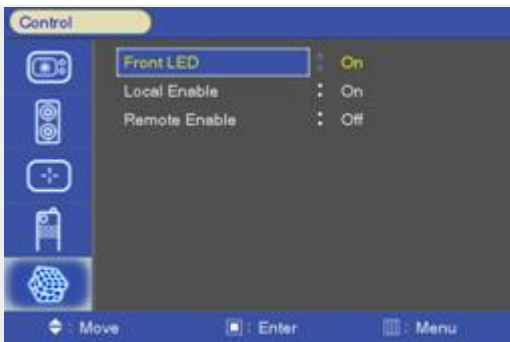 Control
Front LED : On
Local Enable : On
Remote Enable : Off
: Move : Enter : Menu